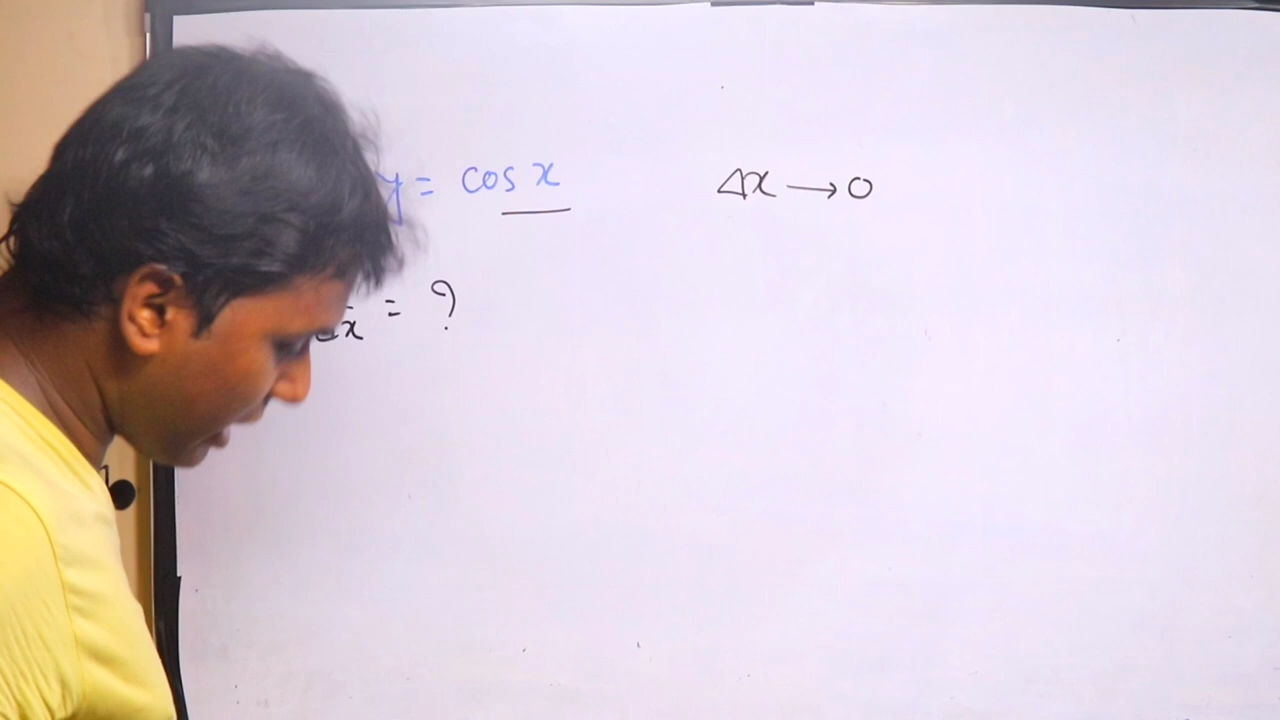 y = cos x
Δx → 0
x = ?